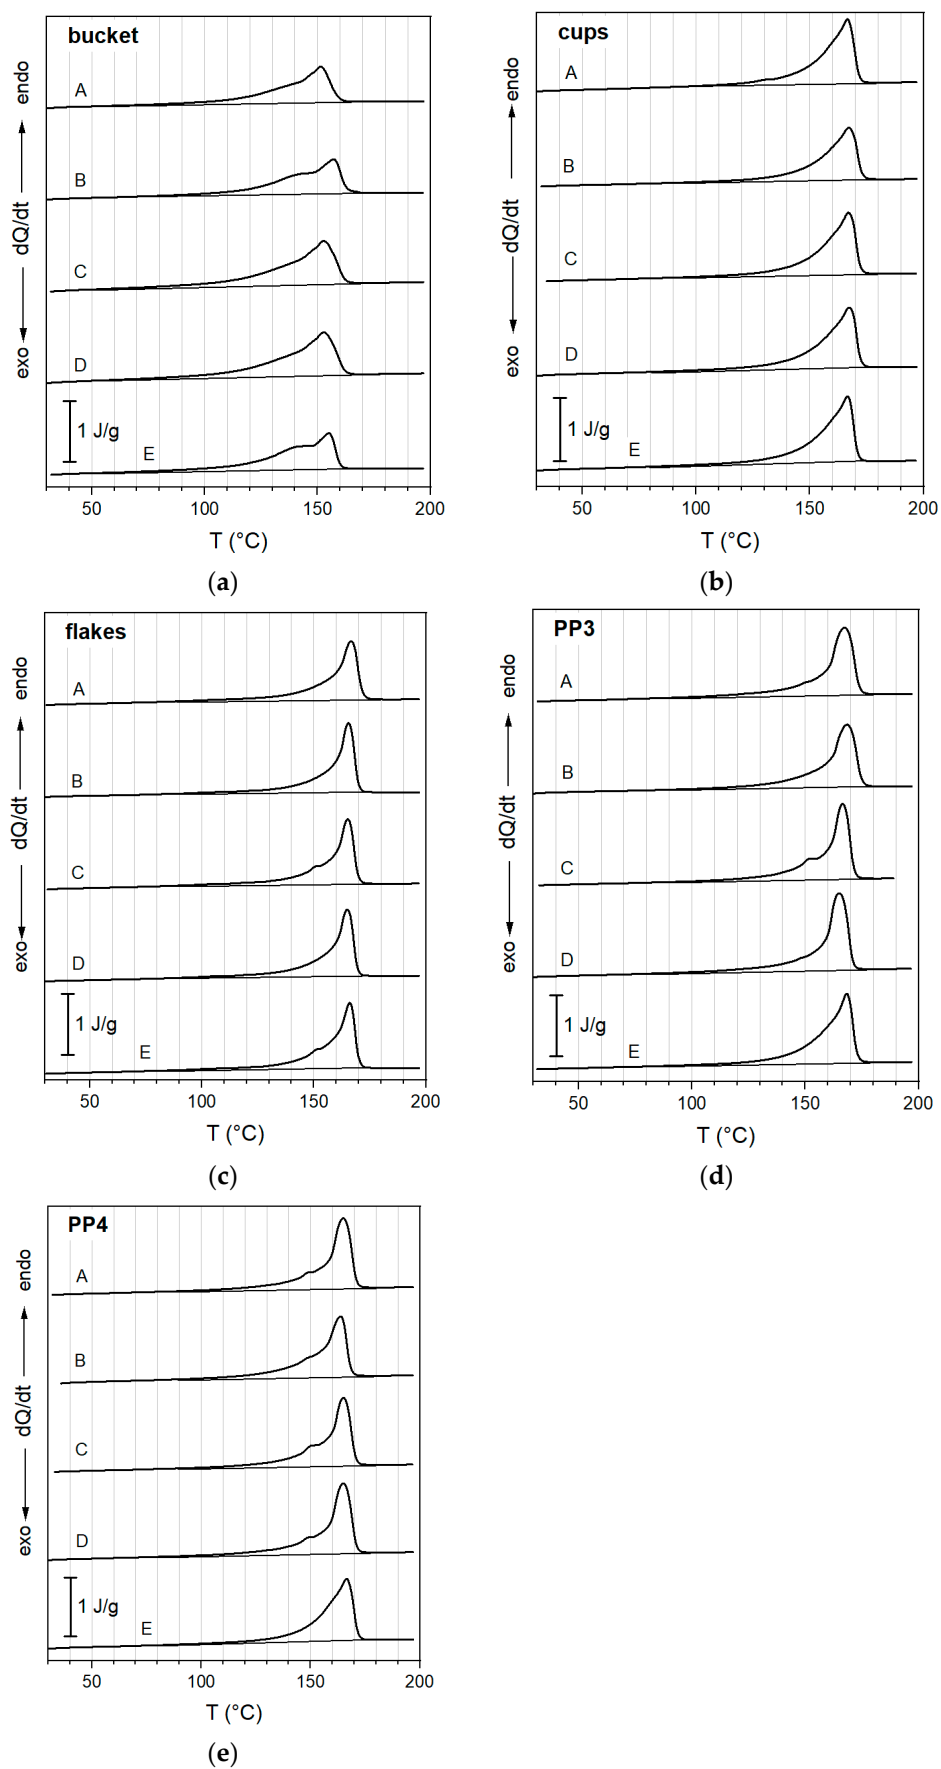 bucket
A
B
C
D
E
1 J/g
exo dQ/dt endo
50 100 150 200
T (°C)
(a)
cups
A
B
C
D
E
1 J/g
exo dQ/dt endo
50 100 150 200
T (°C)
(b)
flakes
A
B
C
D
E
1 J/g
exo dQ/dt endo
50 100 150 200
T (°C)
(c)
PP3
A
B
C
D
E
1 J/g
exo dQ/dt endo
50 100 150 200
T (°C)
(d)
PP4
A
B
C
D
E
1 J/g
exo dQ/dt endo
50 100 150 200
T (°C)
(e)